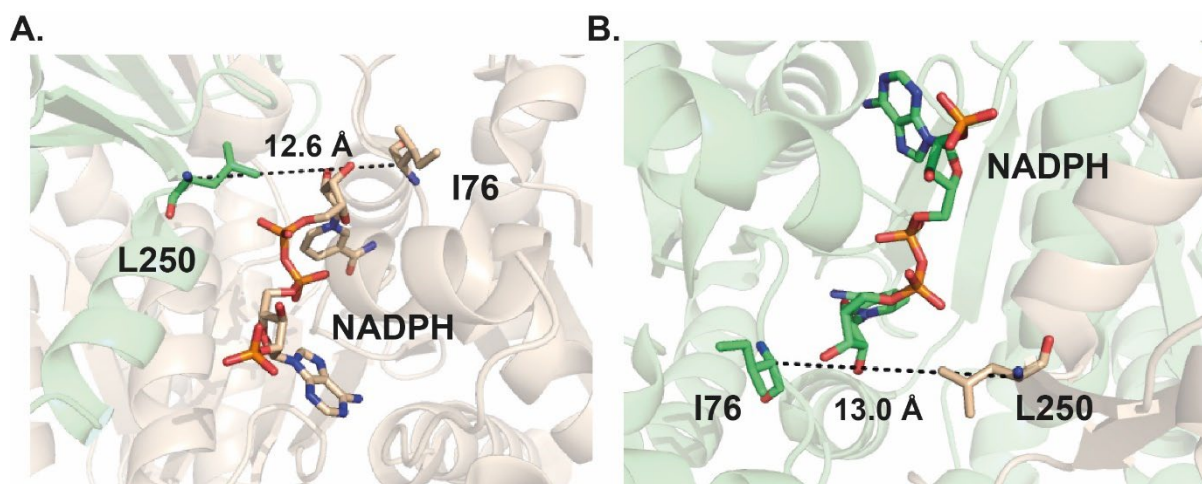 A.
12.6 Å
I76
L250
NADPH
B.
NADPH
I76
13.0 Å
L250